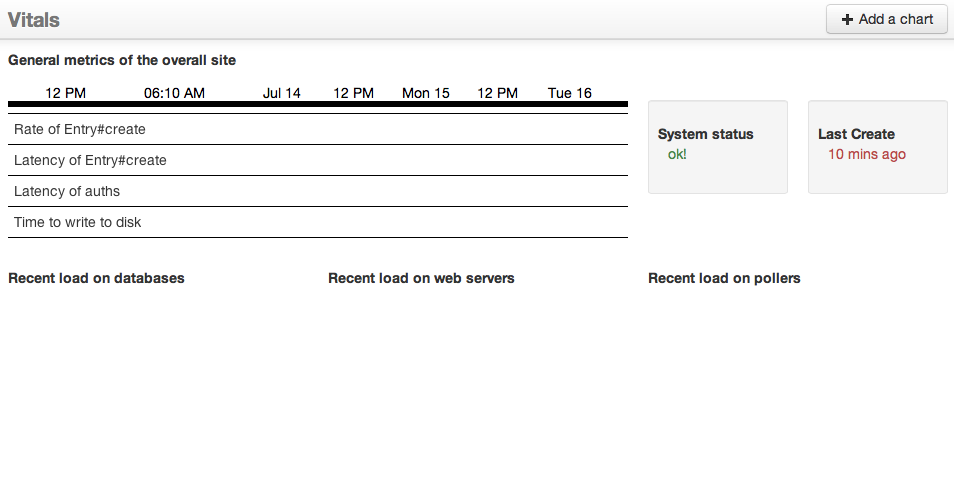 Vitals
Add a chart
General metrics of the overall site
12 PM 06:10 AM Jul 14 12 PM Mon 15 12 PM Tue 16
Rate of Entry#create
Latency of Entry#create
Latency of auths
Time to write to disk
System status
ok!
Last Create
10 mins ago
Recent load on databases
Recent load on web servers
Recent load on pollers